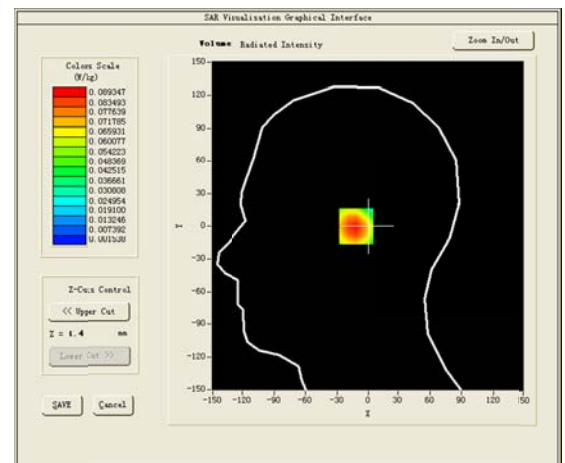 SAR Visualisation Graphical Interface
Volume Radiated Intensity
Zoom In/Out
Colors Scale
(W/kg)
0.089347
0.083493
0.077639
0.071785
0.065931
0.060077
0.054223
0.048369
0.042515
0.036661
0.030808
0.024954
0.019100
0.013246
0.007392
0.001538
Z-Cut Control
<< Upper Cut
Z = 1.4 mm
Lower Cut >>
SAVE Cancel
150
120
90
60
30
0
-30
-60
-90
-120
-150
Y
-150 -120 -90 -60 -30 0 30 60 90 120 150
X